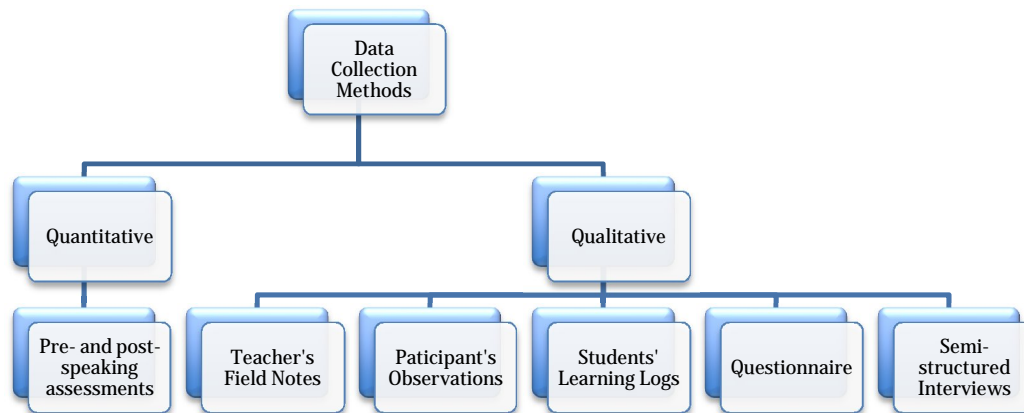 Data
Collection
Methods
Quantitative
Qualitative
Pre- and post-
speaking
assessments
Teacher's
Field Notes
Paticipant's
Observations
Students'
Learning Logs
Questionnaire
Semi-
structured
Interviews